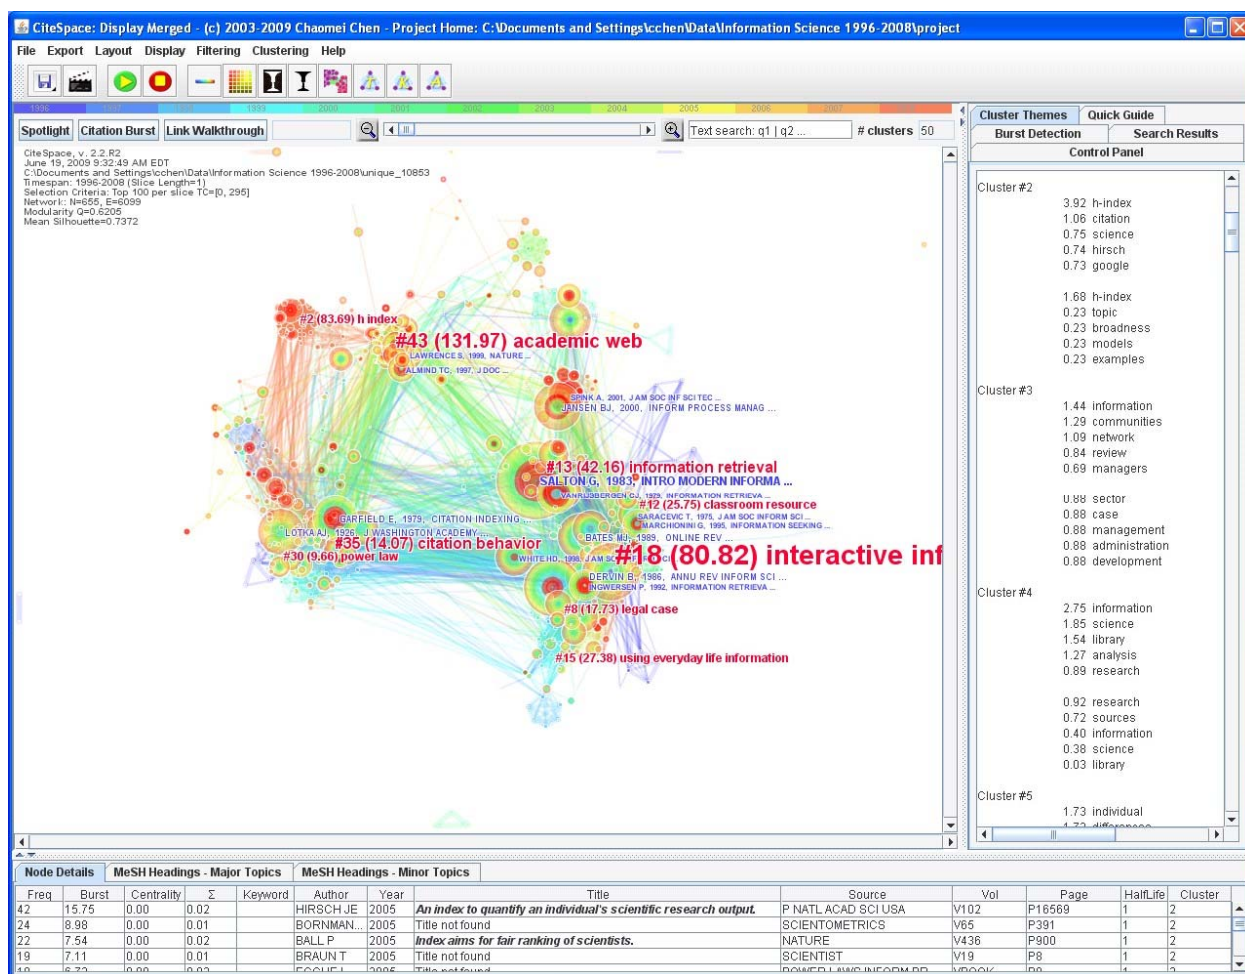 CiteSpace: Display Merged - (c) 2003-2009 Chaomei Chen - Project Home: C:\Documents and Settings\cchen\Data\Information Science 1996-2008\project
File Export Layout Display Filtering Clustering Help
1996 1997 1998 1999 2000 2001 2002 2003 2004 2005 2006 2007
Spotlight Citation Burst Link Walkthrough Text search: q1 | q2 ... # clusters 50
CiteSpace, v. 2.2.R2
June 19, 2009 9:32:49 AM EDT
C:\Documents and Settings\cchen\Data\Information Science 1996-2008\unique_10853
Timespan: 1996-2008 (Slice Length=1)
Selection Criteria: Top 100 per slice TC=[0, 295]
Network: N=655, E=6099
Modularity Q=0.6205
Mean Silhouette=0.7372
#2 (83.69) h index
#43 (131.97) academic web
LAWRENCE S, 1999, NATURE ...
ALMIND TC, 1997, J DOC ...
SPINK A, 2001, J AM SOC INF SCI TEC ...
JANSEN BJ, 2000, INFORM PROCESS MANAG ...
#13 (42.16) information retrieval
SALTON G, 1983, INTRO MODERN INFORMA ...
VANRIJSBERGEN CJ, 1979, INFORMATION RETRIEVA ...
#12 (25.75) classroom resource
SARACEVIC T, 1975, J AM SOC INFORM SCI ...
MARCHIONINI G, 1995, INFORMATION SEEKING ...
GARFIELD E, 1979, CITATION INDEXING ...
LOTKA AJ, 1926, J WASHINGTON ACADEMY ...
BATES MJ, 1989, ONLINE REV ...
#35 (14.07) citation behavior
#30 (9.66) power law
WHITE HD, 1998, J AM SOC
#18 (80.82) interactive inf
DERVIN B, 1986, ANNU REV INFORM SCI ...
INGWERSEN P, 1992, INFORMATION RETRIEVA ...
#8 (17.73) legal case
#15 (27.38) using everyday life information
Cluster Themes Quick Guide
Burst Detection Search Results
Control Panel
Cluster #2
3.92 h-index
1.06 citation
0.75 science
0.74 hirsch
0.73 google
1.68 h-index
0.23 topic
0.23 broadness
0.23 models
0.23 examples
Cluster #3
1.44 information
1.29 communities
1.09 network
0.84 review
0.69 managers
0.88 sector
0.88 case
0.88 management
0.88 administration
0.88 development
Cluster #4
2.75 information
1.85 science
1.54 library
1.27 analysis
0.89 research
0.92 research
0.72 sources
0.40 information
0.38 science
0.03 library
Cluster #5
1.73 individual
1.73 differences
Node Details MeSH Headings - Major Topics MeSH Headings - Minor Topics
Freq Burst Centrality Σ Keyword Author Year Title Source Vol Page HalfLife Cluster
42 15.75 0.00 0.02 HIRSCH JE 2005 An index to quantify an individual's scientific research output. P NATL ACAD SCI USA V102 P16569 1 2
24 8.98 0.00 0.01 BORNMAN... 2005 Title not found SCIENTOMETRICS V65 P391 1 2
22 7.54 0.00 0.02 BALL P 2005 Index aims for fair ranking of scientists. NATURE V436 P900 1 2
19 7.11 0.00 0.01 BRAUN T 2005 Title not found SCIENTIST V19 P8 1 2